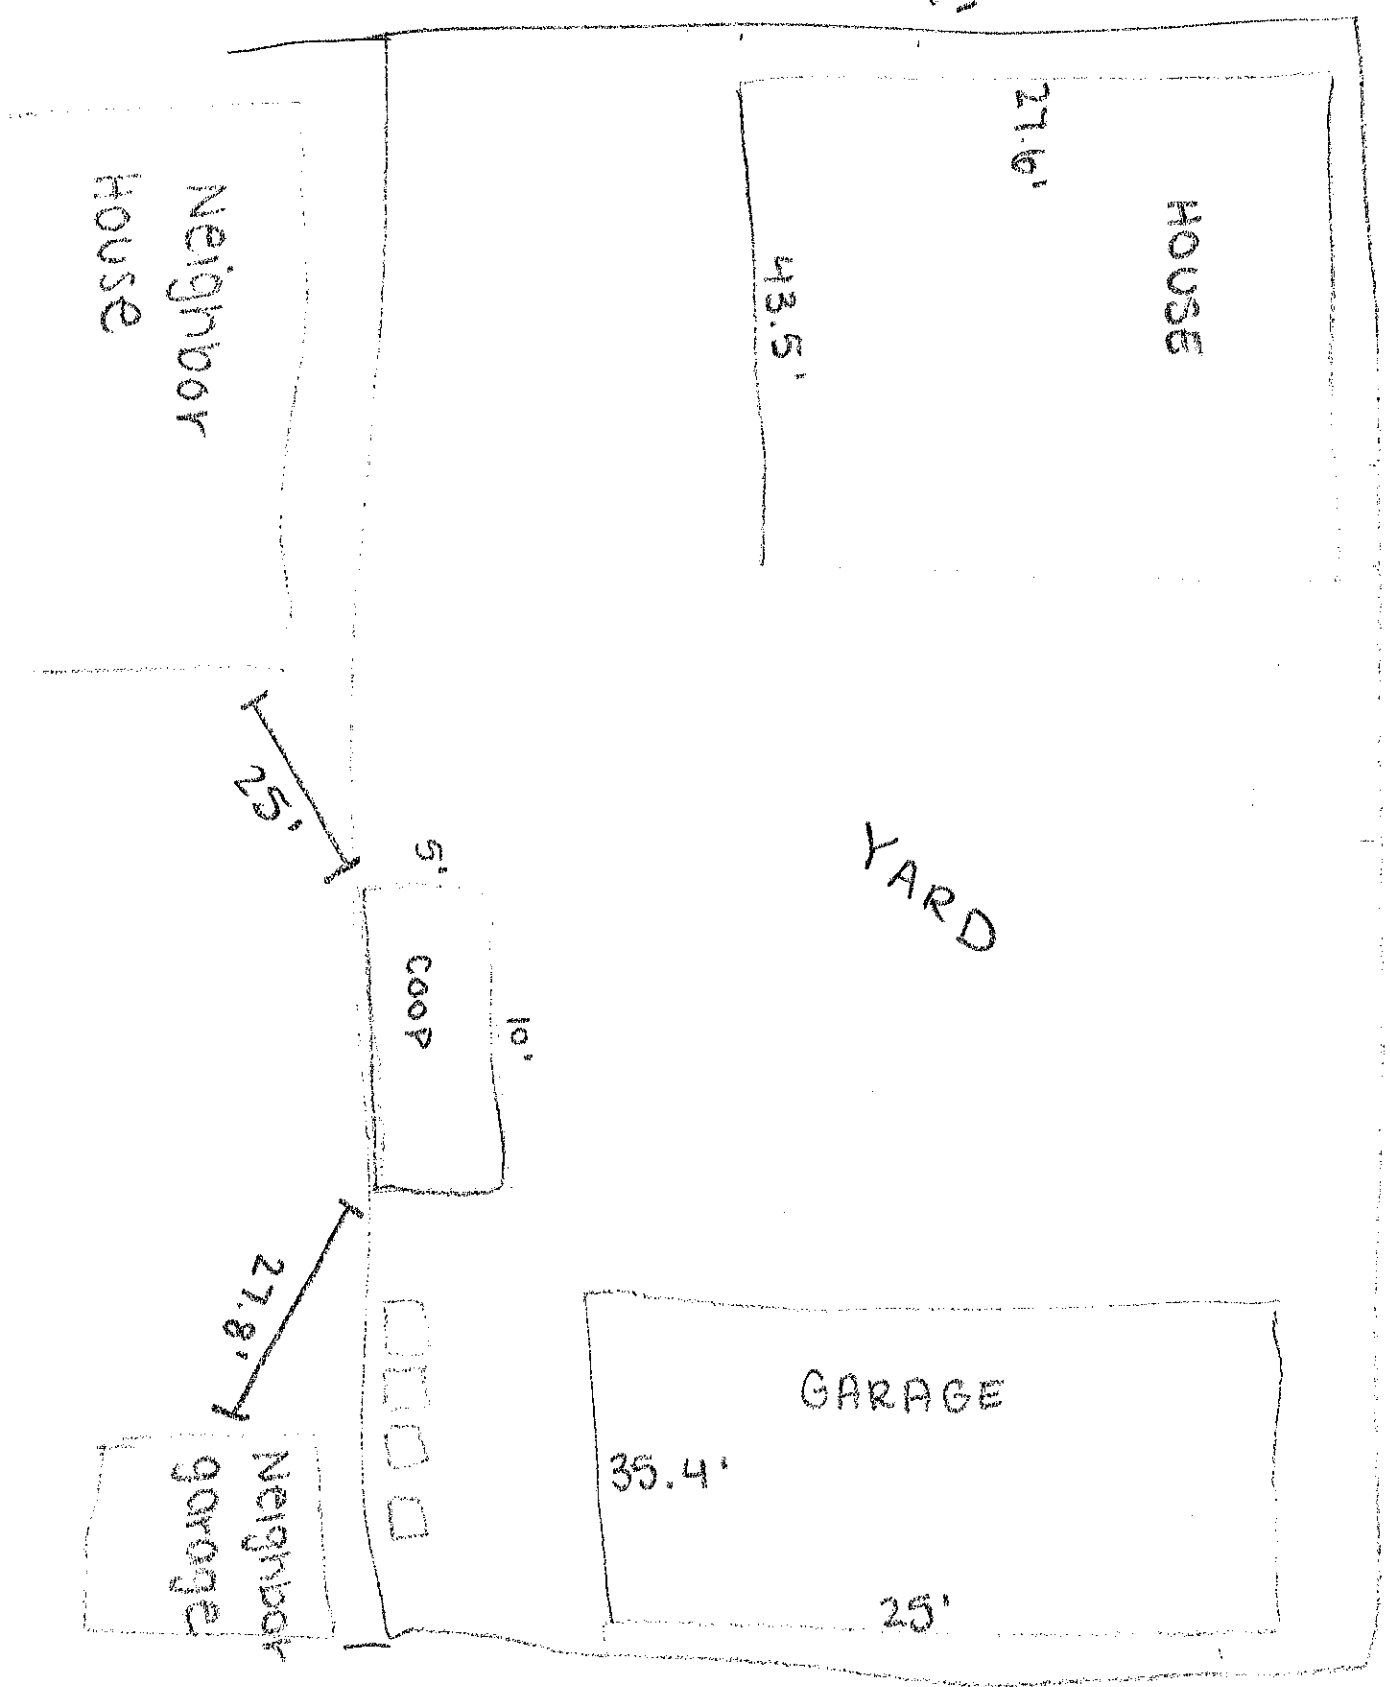 27.6'
HOUSE
43.5'
Neighbor
House
25'
5'
COOP
10'
YARD
27.8'
GARAGE
35.4'
25'
Neighbor
garage